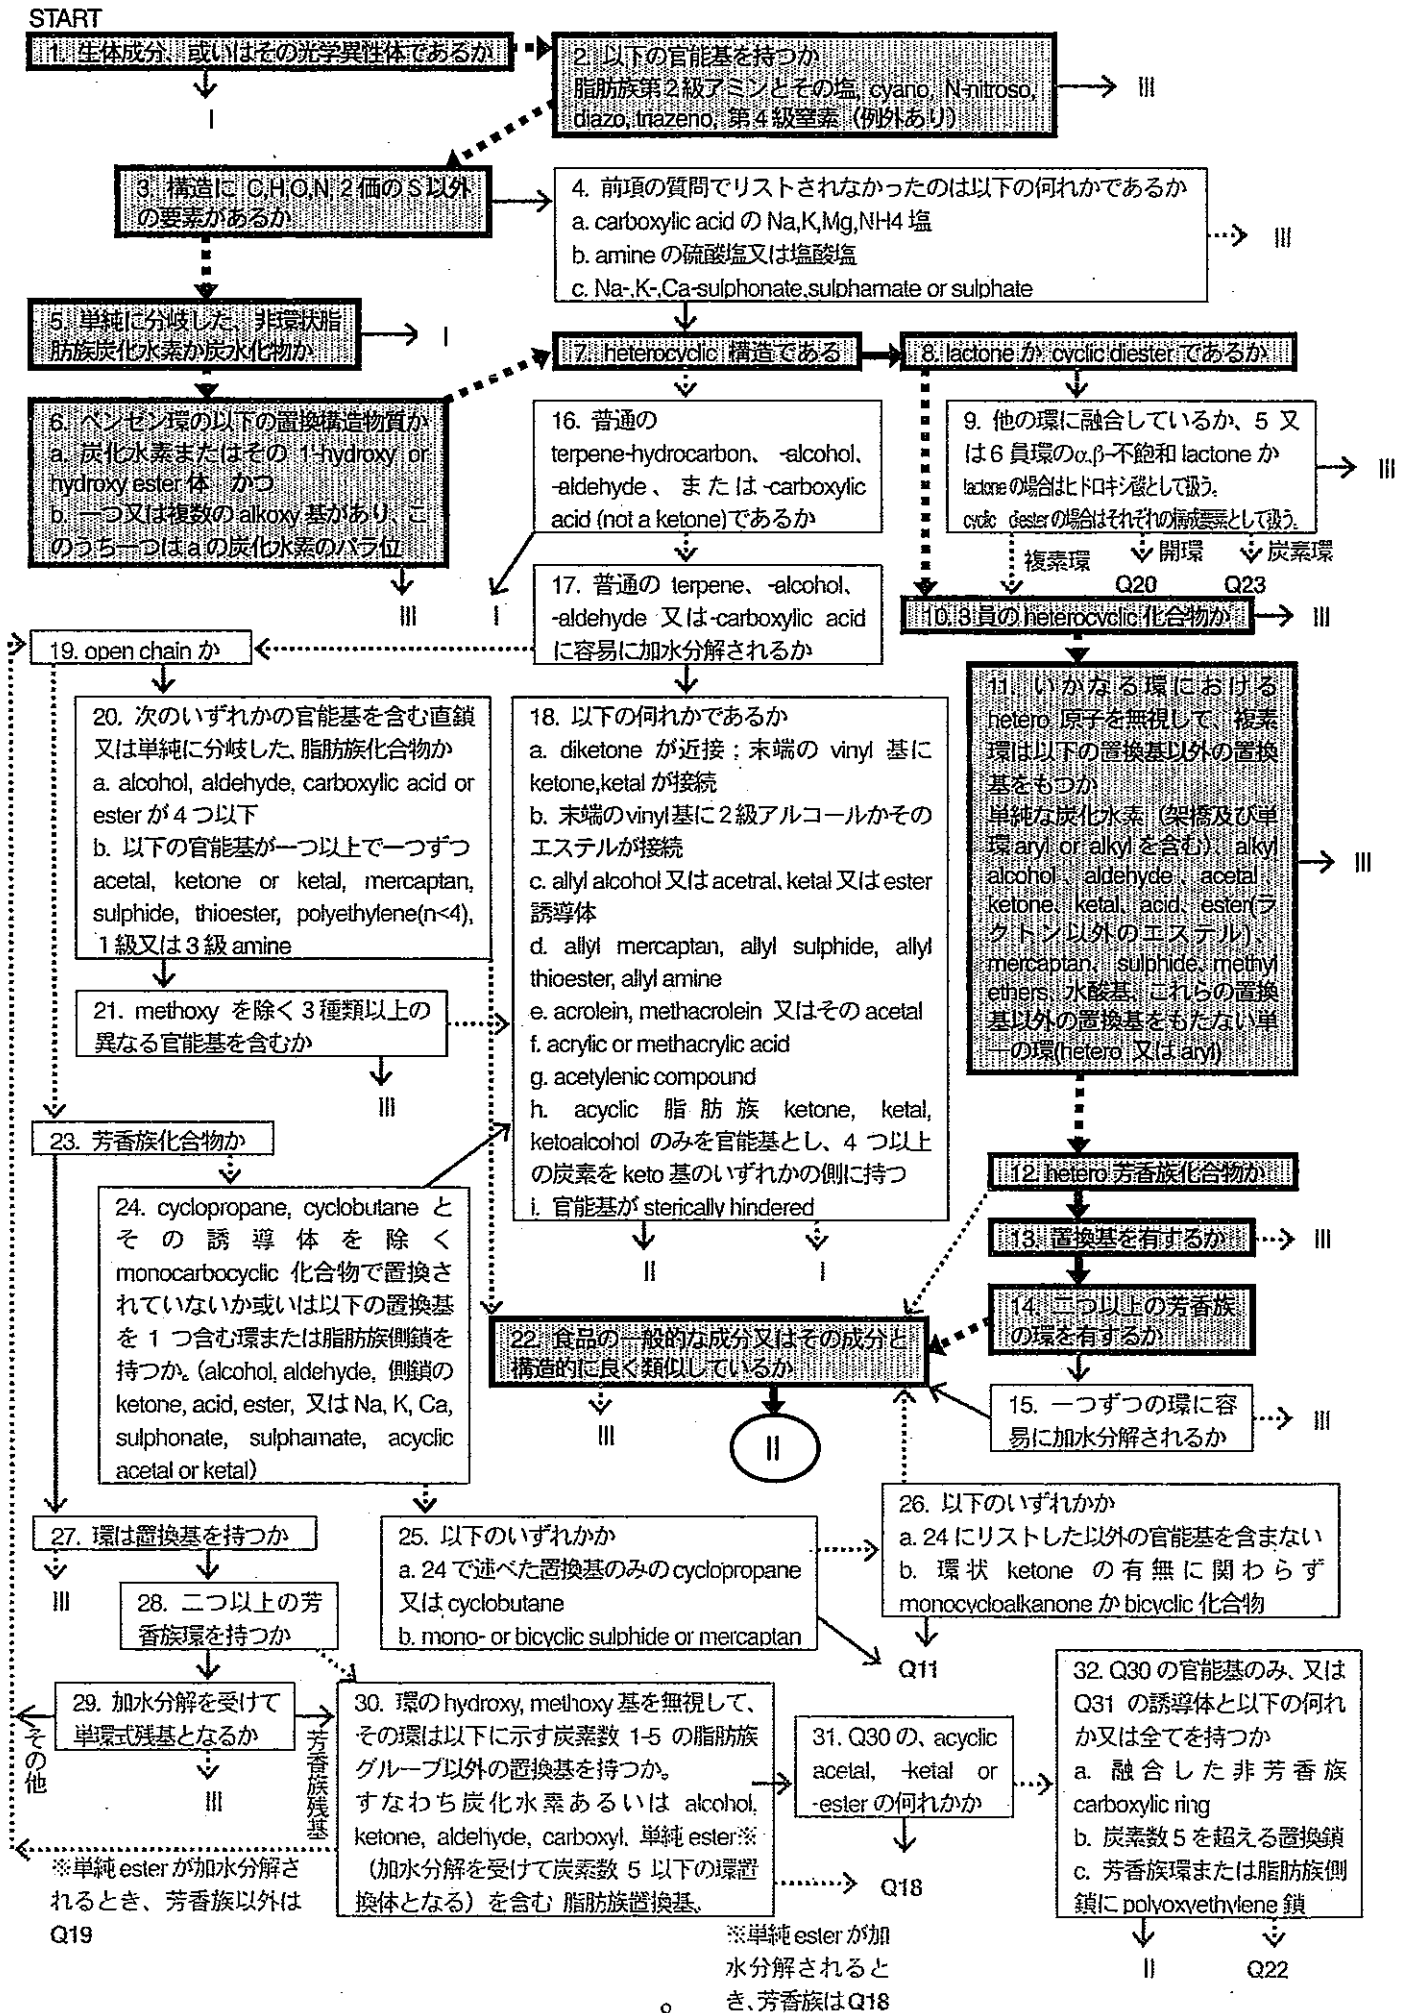 START
1. 生体成分、或いはその光学異性体であるか
I
2. 以下の官能基を持つか
脂肪族第2級アミンとその塩, cyano, N-nitroso,
diazo, triazeno, 第4級窒素（例外あり）
III
3. 構造に C,H,O,N, 2価のS以外
の要素があるか
4. 前項の質問でリストされなかったのは以下の何れかであるか
a. carboxylic acid の Na,K,Mg,NH4 塩
b. amine の硫酸塩又は塩酸塩
c. Na-,K-,Ca-sulphonate,sulphamate or sulphate
III
5. 単純に分岐した、非環状脂
肪族炭化水素か炭水化物か
I
6. ベンゼン環の以下の置換構造物質か
a. 炭化水素またはその 1-hydroxy or
hydroxy ester 体 かつ
b. 一つ又は複数の alkoxy 基があり、こ
のうち一つは a の炭化水素のパラ位
III
7. heterocyclic 構造である
8. lactone か cyclic diester であるか
9. 他の環に融合しているか、5 又
は6員環のα,β-不飽和 lactone か
lactone の場合はヒドロキシ酸として扱う。
cyclic diester の場合はそれぞれの構成要素として扱う。
III
複素環
開環
炭素環
Q20
Q23
10. 3員の heterocyclic 化合物か
III
16. 普通の
terpene-hydrocarbon、-alcohol、
-aldehyde、または-carboxylic
acid (not a ketone)であるか
I
17. 普通の terpene、-alcohol、
-aldehyde 又は-carboxylic acid
に容易に加水分解されるか
11. いかなる環における
hetero 原子を無視して、複素
環は以下の置換基以外の置換
基をもつか
単純な炭化水素（架橋及び単
環 aryl or alkyl を含む）、alkyl
alcohol、aldehyde、acetal、
ketone、ketal、acid、ester(ラ
クトン以外のエステル)、
mercaptan、sulphide、methyl
ethers、水酸基、これらの置換
基以外の置換基をもたない単
一の環(hetero 又は aryl)
III
19. open chain か
20. 次のいずれかの官能基を含む直鎖
又は単純に分岐した、脂肪族化合物か
a. alcohol, aldehyde, carboxylic acid or
ester が4つ以下
b. 以下の官能基が一つ以上で一つずつ
acetal, ketone or ketal, mercaptan,
sulphide, thioester, polyethylene(n<4),
1級又は3級 amine
21. methoxy を除く3種類以上の
異なる官能基を含むか
III
18. 以下の何れかであるか
a. diketone が近接；末端の vinyl 基に
ketone,ketal が接続
b. 末端のvinyl基に2級アルコールかその
エステルが接続
c. allyl alcohol 又は acetral, ketal 又は ester
誘導体
d. allyl mercaptan, allyl sulphide, allyl
thioester, allyl amine
e. acrolein, methacrolein 又はその acetal
f. acrylic or methacrylic acid
g. acetylenic compound
h. acyclic 脂肪族 ketone, ketal,
ketoalcohol のみを官能基とし、4 つ以上
の炭素を keto 基のいずれかの側に持つ
i. 官能基が sterically hindered
II
I
12. hetero 芳香族化合物か
13. 置換基を有するか
III
14. 二つ以上の芳香族
の環を有するか
15. 一つずつの環に容
易に加水分解されるか
III
22. 食品の一般的な成分又はその成分と
構造的に良く類似しているか
III
II
23. 芳香族化合物か
24. cyclopropane, cyclobutane と
その誘導体を除く
monocarbocyclic 化合物で置換さ
れていないか或いは以下の置換基
を1つ含む環または脂肪族側鎖を
持つか。(alcohol, aldehyde, 側鎖の
ketone, acid, ester, 又は Na, K, Ca,
sulphonate, sulphamate, acyclic
acetal or ketal）
25. 以下のいずれかか
a. 24で述べた置換基のみのcyclopropane
又はcyclobutane
b. mono- or bicyclic sulphide or mercaptan
26. 以下のいずれかか
a. 24にリストした以外の官能基を含まない
b. 環状 ketone の有無に関わらず
monocycloalkanone か bicyclic 化合物
Q11
27. 環は置換基を持つか
III
28. 二つ以上の芳
香族環を持つか
29. 加水分解を受けて
単環式残基となるか
III
その他
芳香族残基
※単純 ester が加水分解さ
れるとき、芳香族以外は
Q19
30. 環の hydroxy, methoxy 基を無視して、
その環は以下に示す炭素数 1-5 の脂肪族
グループ以外の置換基を持つか。
すなわち炭化水素あるいは alcohol,
ketone, aldehyde, carboxyl, 単純 ester※
（加水分解を受けて炭素数 5 以下の環置
換体となる）を含む 脂肪族置換基。
31. Q30 の、acyclic
acetal, -ketal or
-ester の何れかか
Q18
※単純 ester が加
水分解されると
き、芳香族は Q18
32. Q30 の官能基のみ、又は
Q31 の誘導体と以下の何れ
か又は全てを持つか
a. 融合した非芳香族
carboxylic ring
b. 炭素数 5 を超える置換鎖
c. 芳香族環または脂肪族側
鎖に polyoxyethylene 鎖
II
Q22
8